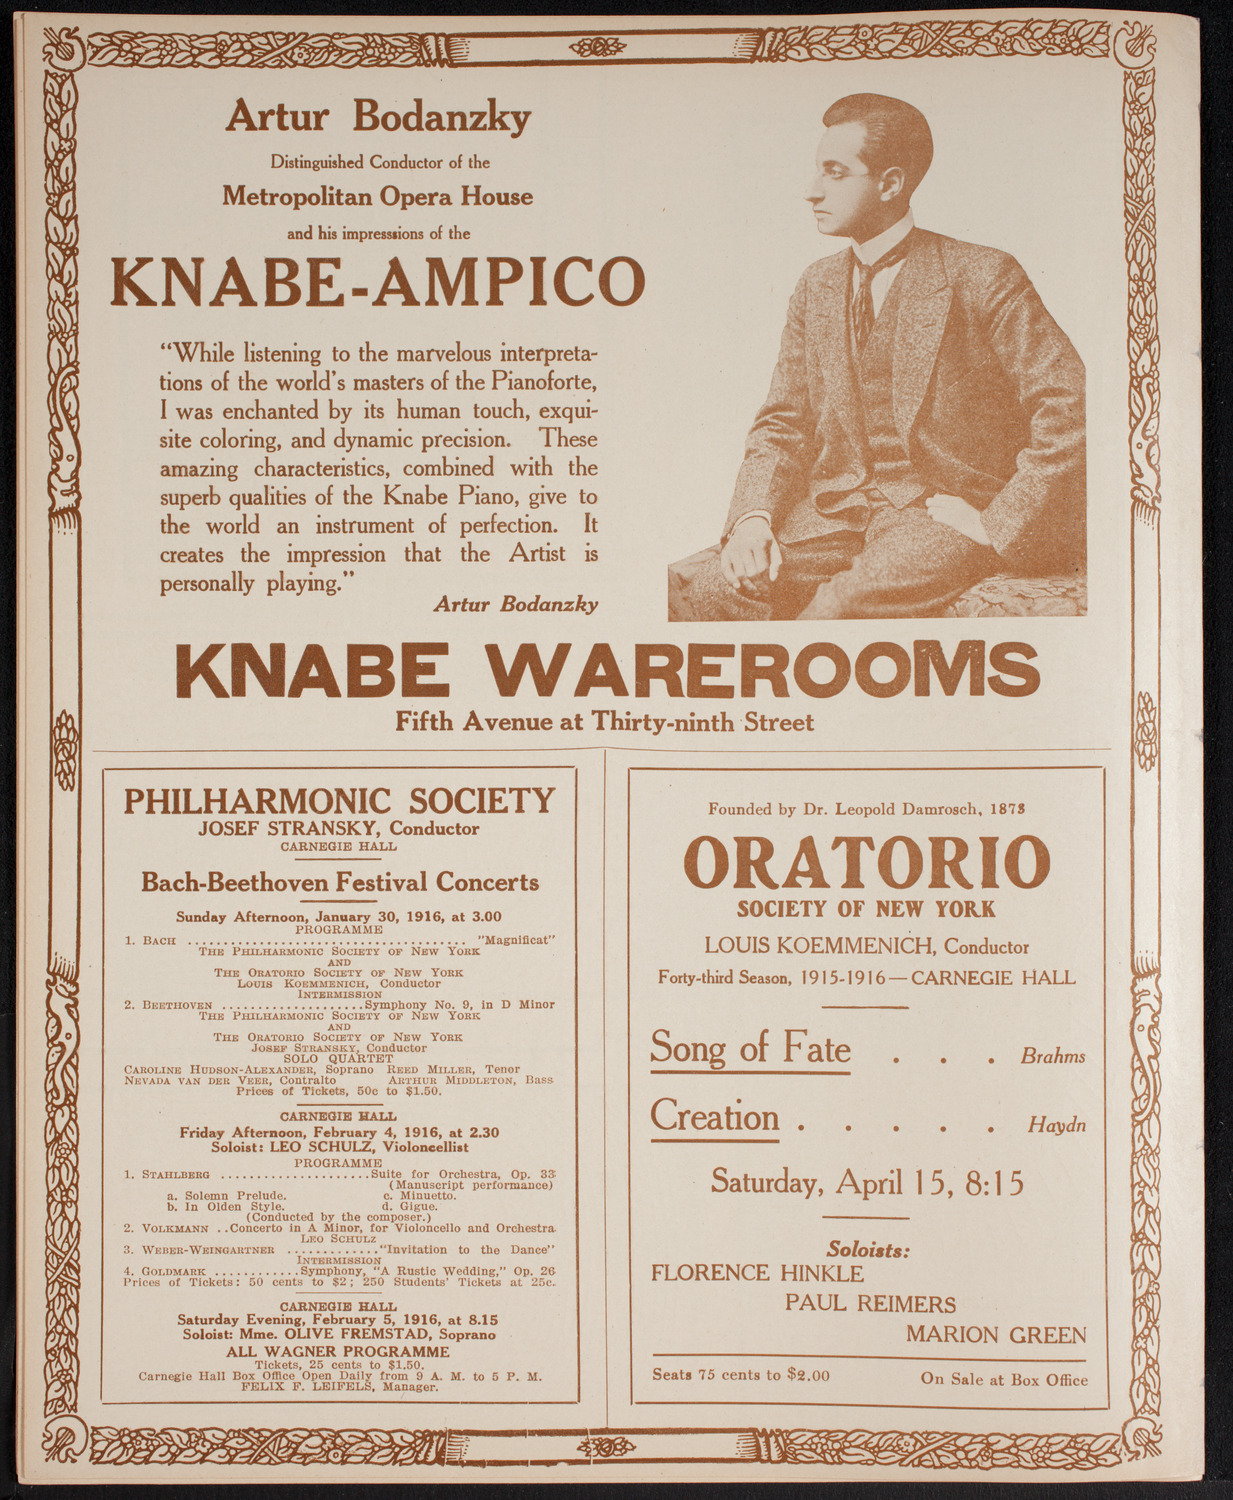 Artur Bodanzky
Distinguished Conductor of the
Metropolitan Opera House
and his impressions of the
KNABE-AMPICO
“While listening to the marvelous interpreta-
tions of the world’s masters of the Pianoforte,
I was enchanted by its human touch, exqui-
site coloring, and dynamic precision. These
amazing characteristics, combined with the
superb qualities of the Knabe Piano, give to
the world an instrument of perfection. It
creates the impression that the Artist is
personally playing.”
Artur Bodanzky
KNABE WAREROOMS
Fifth Avenue at Thirty-ninth Street
PHILHARMONIC SOCIETY
JOSEF STRANSKY, Conductor
CARNEGIE HALL
Bach-Beethoven Festival Concerts
Sunday Afternoon, January 30, 1916, at 3.00
PROGRAMME
1. BACH .................................... "Magnificat"
THE PHILHARMONIC SOCIETY OF NEW YORK
AND
THE ORATORIO SOCIETY OF NEW YORK
LOUIS KOEMMENICH, Conductor
INTERMISSION
2. BEETHOVEN ...................Symphony No. 9, in D Minor
THE PHILHARMONIC SOCIETY OF NEW YORK
AND
THE ORATORIO SOCIETY OF NEW YORK
JOSEF STRANSKY, Conductor
SOLO QUARTET
CAROLINE HUDSON-ALEXANDER, Soprano REED MILLER, Tenor
NEVADA VAN DER VEER, Contralto ARTHUR MIDDLETON, Bass
Prices of Tickets, 50c to $1.50.
CARNEGIE HALL
Friday Afternoon, February 4, 1916, at 2.30
Soloist: LEO SCHULZ, Violoncellist
PROGRAMME
1. STAHLBERG .....................Suite for Orchestra, Op. 33
(Manuscript performance)
a. Solemn Prelude. c. Minuetto.
b. In Olden Style. d. Gigue.
(Conducted by the composer.)
2. VOLKMANN ..Concerto in A Minor, for Violoncello and Orchestra.
LEO SCHULZ
3. WEBER-WEINGARTNER .............“Invitation to the Dance”
INTERMISSION
4. GOLDMARK ............Symphony, “A Rustic Wedding,” Op. 26
Prices of Tickets: 50 cents to $2; 250 Students' Tickets at 25c.
CARNEGIE HALL
Saturday Evening, February 5, 1916, at 8.15
Soloist: Mme. OLIVE FREMSTAD, Soprano
ALL WAGNER PROGRAMME
Tickets, 25 cents to $1.50.
Carnegie Hall Box Office Open Daily from 9 A. M. to 5 P. M.
FELIX F. LEIFELS, Manager.
Founded by Dr. Leopold Damrosch, 1873
ORATORIO
SOCIETY OF NEW YORK
LOUIS KOEMMENICH, Conductor
Forty-third Season, 1915-1916—CARNEGIE HALL
Song of Fate . . . Brahms
Creation . . . . . Haydn
Saturday, April 15, 8:15
Soloists:
FLORENCE HINKLE
PAUL REIMERS
MARION GREEN
Seats 75 cents to $2.00 On Sale at Box Office